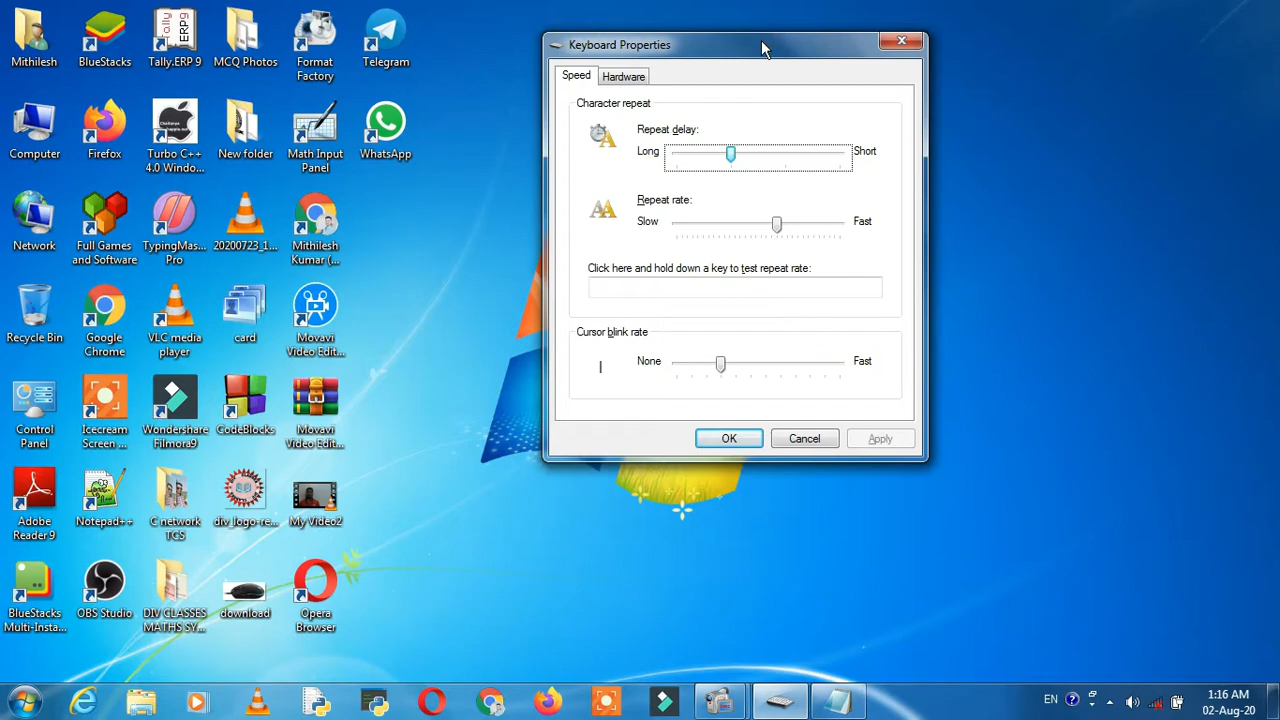 Mithilesh
BlueStacks
Tally.ERP 9
MCQ Photos
Format
Factory
Telegram
Computer
Firefox
Turbo C++
4.0 Windo...
New folder
Math Input
Panel
WhatsApp
Network
Full Games
and Software
TypingMas...
Pro
20200723_1...
Mithilesh
Kumar (...
Recycle Bin
Google
Chrome
VLC media
player
card
Movavi
Video Edit...
Control
Panel
Icecream
Screen ...
Wondershare
Filmora9
CodeBlocks
Movavi
Video Edit...
Adobe
Reader 9
Notepad++
C network
TCS
div_logo-re...
My Video2
BlueStacks
Multi-Insta...
OBS Studio
DIV CLASSES
MATHS SY...
download
Opera
Browser
Keyboard Properties
Speed
Hardware
Character repeat
Repeat delay:
Long
Short
Repeat rate:
Slow
Fast
Click here and hold down a key to test repeat rate:
Cursor blink rate
None
Fast
OK
Cancel
Apply
EN
1:16 AM
02-Aug-20